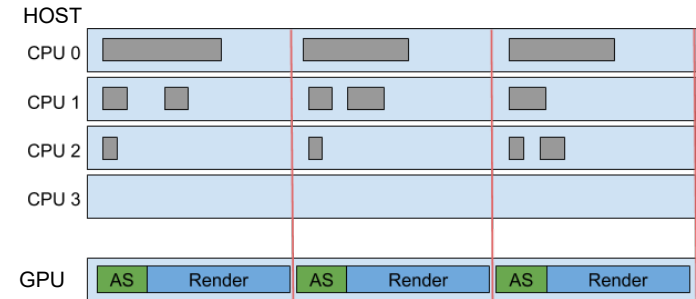 HOST
CPU 0
CPU 1
CPU 2
CPU 3
GPU AS Render AS Render AS Render